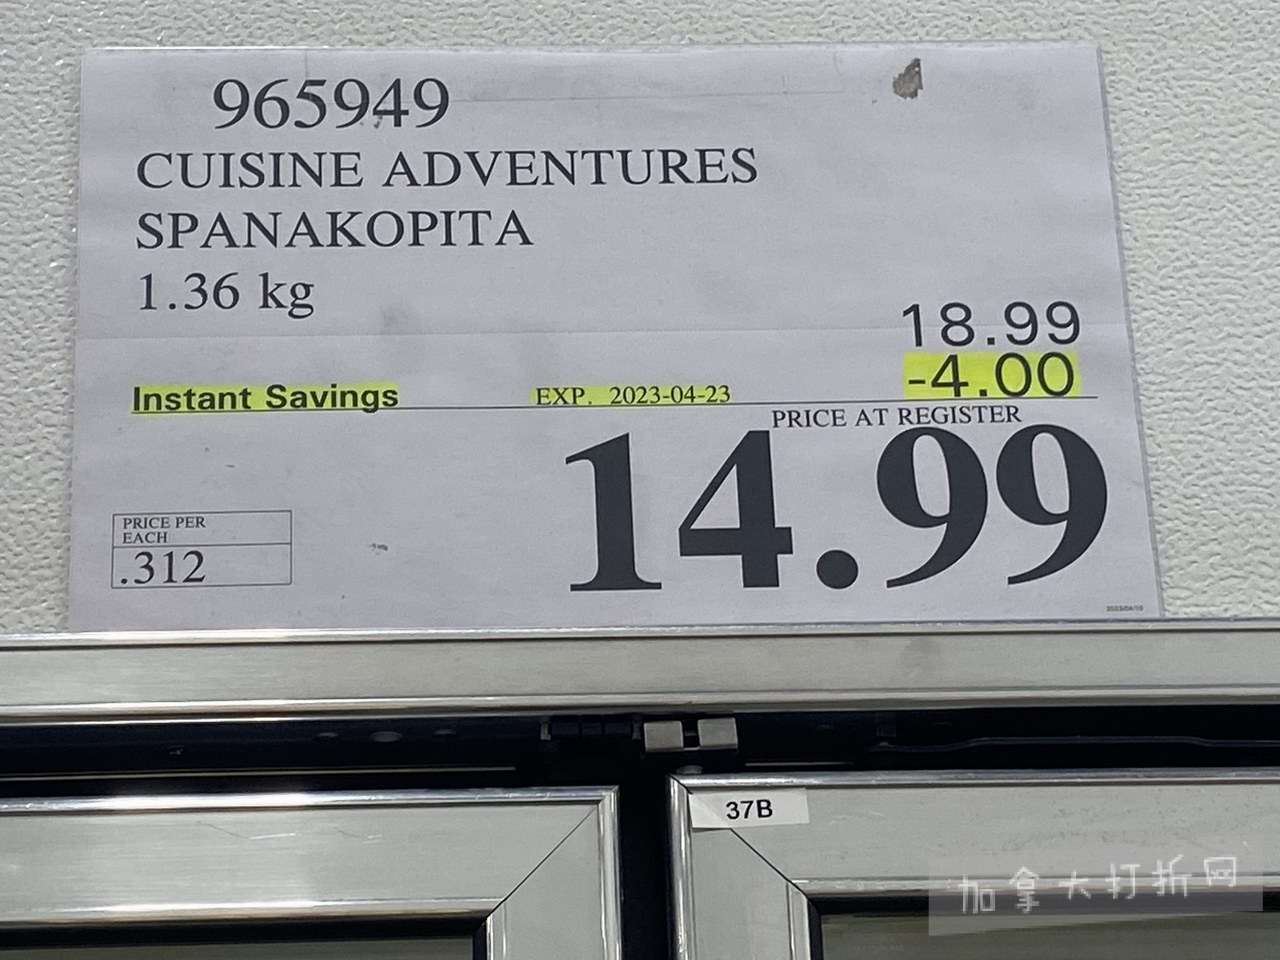 965949
CUISINE ADVENTURES
SPANAKOPITA
1.36 kg
18.99
-4.00
Instant Savings EXP. 2023-04-23
PRICE AT REGISTER
14.99
PRICE PER
EACH
.312
37B
加拿大打折网